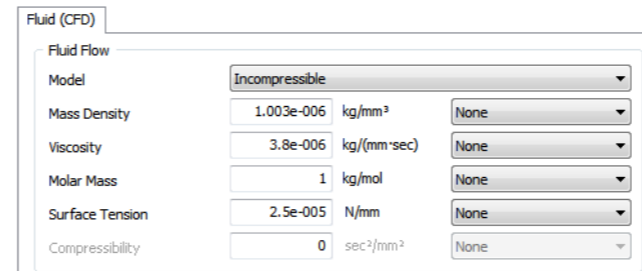 Fluid (CFD)
Fluid Flow
Model Incompressible
Mass Density 1.003e-006 kg/mm³ None
Viscosity 3.8e-006 kg/(mm·sec) None
Molar Mass 1 kg/mol None
Surface Tension 2.5e-005 N/mm None
Compressibility 0 sec²/mm² None